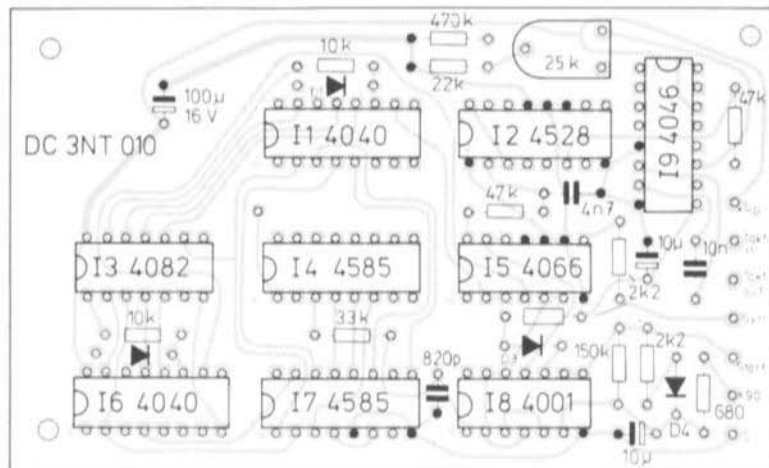 470k
10k
22k
25k
100µ
16 V
I1 4040
I2 4528
I9 4046
47k
DC 3NT 010
47k
4n7
I3 4082
I4 4585
I5 4066
10µ
10n
2k2
10k
33k
820p
150k
2k2
I6 4040
I7 4585
I8 4001
D4
680
10µ